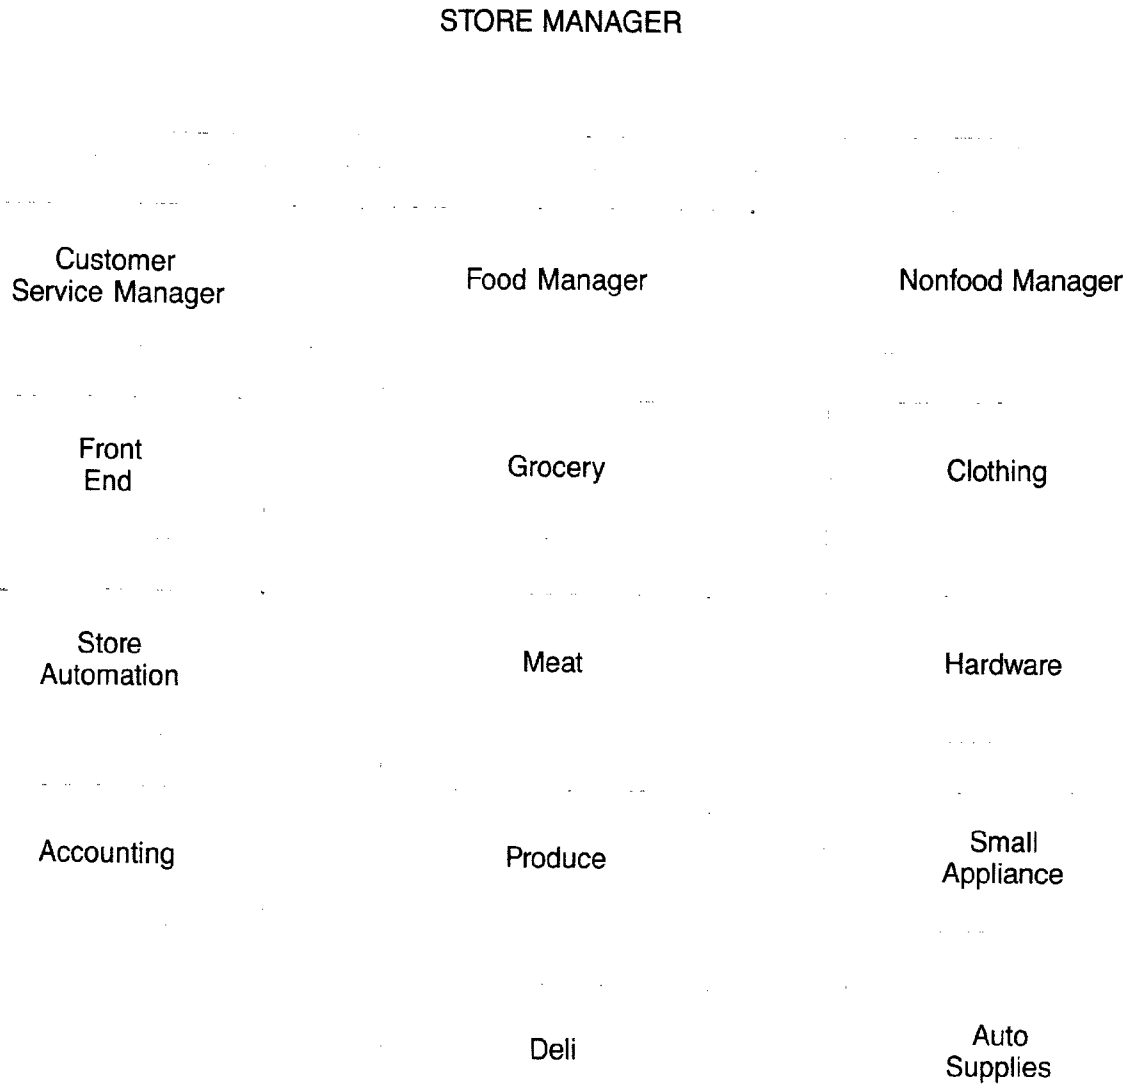 STORE MANAGER
Customer
Service Manager
Food Manager
Nonfood Manager
Front
End
Grocery
Clothing
Store
Automation
Meat
Hardware
Accounting
Produce
Small
Appliance
Deli
Auto
Supplies